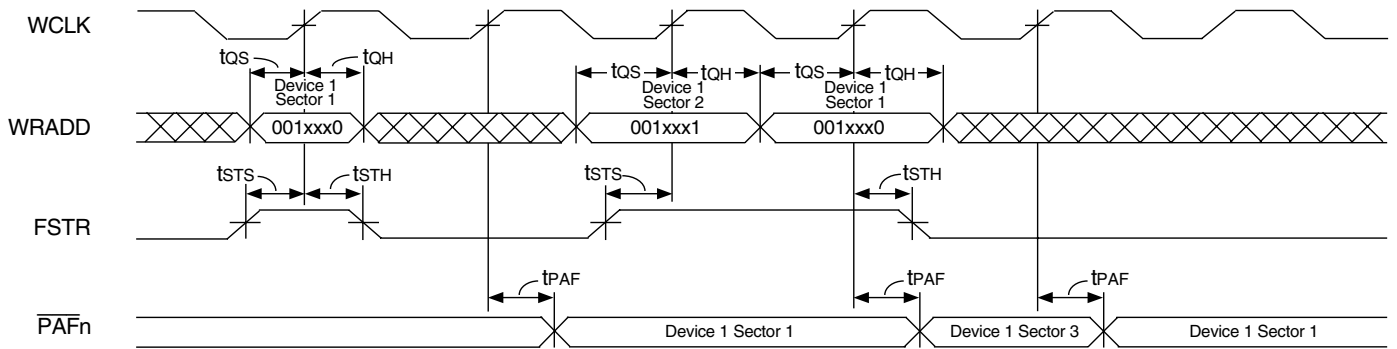 WCLK
tQS tQH tQS tQH tQS tQH
Device 1
Sector 1
Device 1
Sector 2
Device 1
Sector 1
WRADD 001xxx0 001xxx1 001xxx0
tSTS tSTH tSTS tSTH
FSTR
tPAF tPAF tPAF
PAFn Device 1 Sector 1 Device 1 Sector 3 Device 1 Sector 1